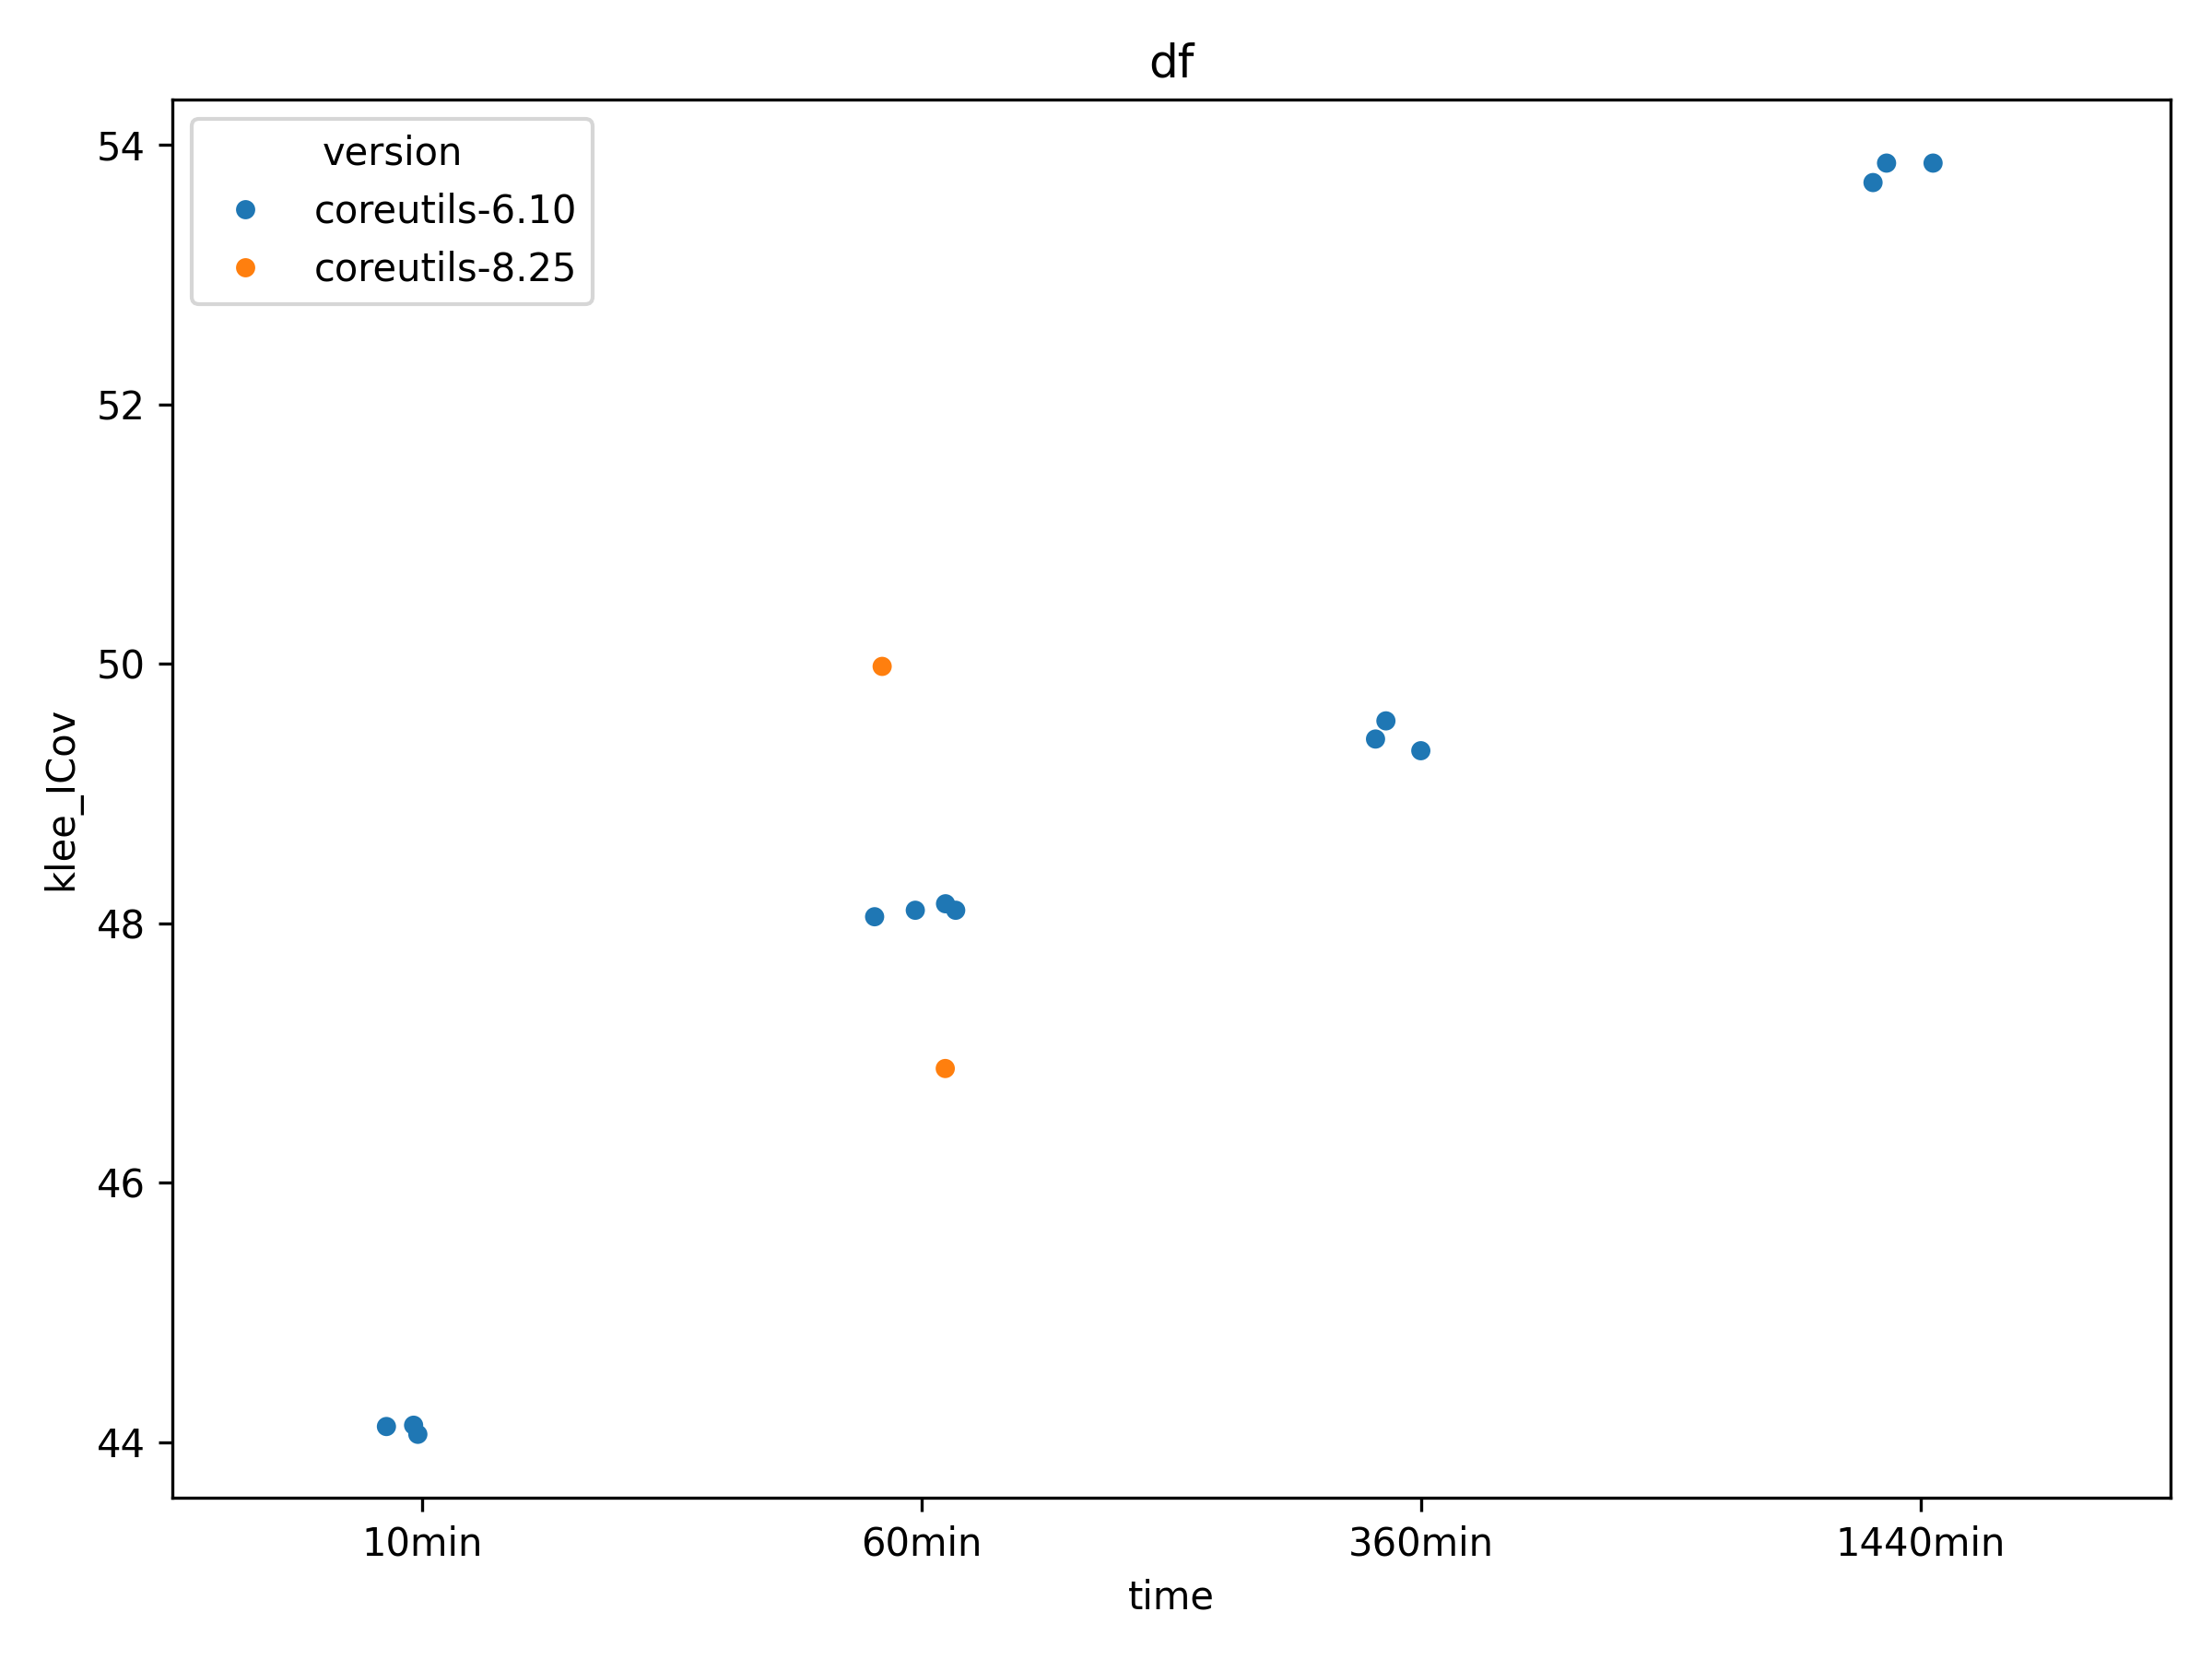 df
version
coreutils-6.10
coreutils-8.25
54
52
50
48
46
44
klee_ICov
10min
60min
360min
1440min
time